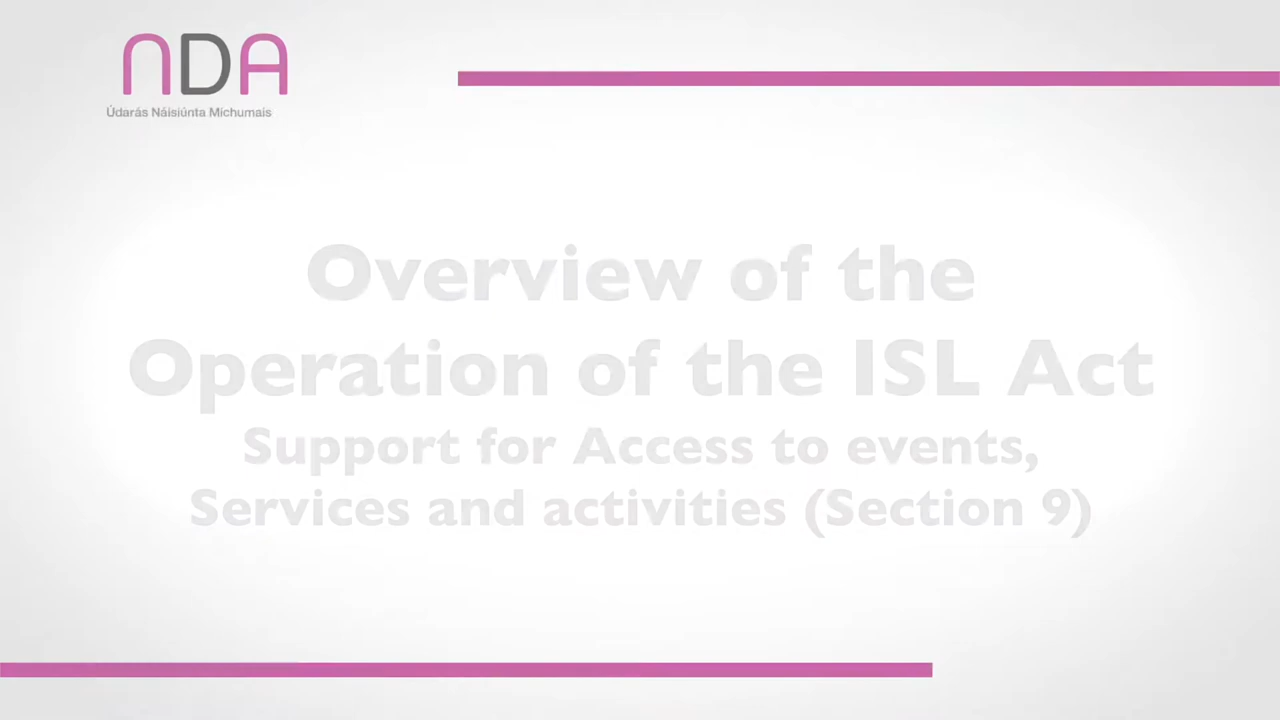 NDA
Údarás Náisiúnta Míchumais
Overview of the
Operation of the ISL Act
Support for Access to events,
Services and activities (Section 9)